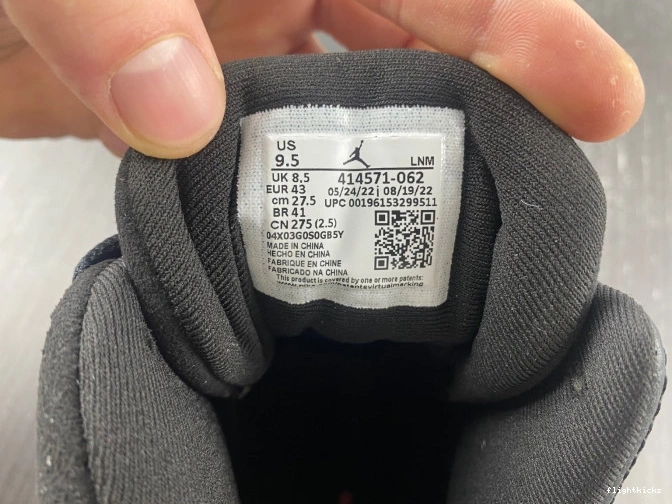 US
9.5
LNM
UK 8,5 414571-062
EUR 43 05/24/22 | 08/19/22
cm 27.5 UPC 00196153299511
BR 41
CN 275 (2.5)
04X03G0S0GB5Y
MADE IN CHINA
HECHO EN CHINA
FABRIQUE EN CHINE
FABRICADO NA CHINA
This product is covered by one or more patents:
flightkickz